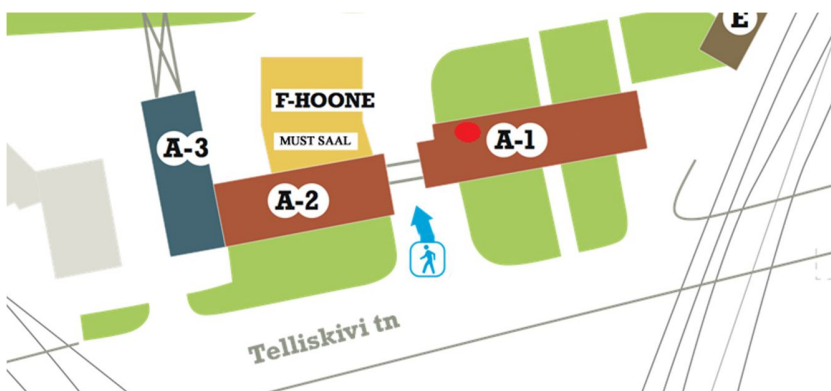 E
F-HOONE
MUST SAAL
A-3
A-1
A-2
Telliskivi tn